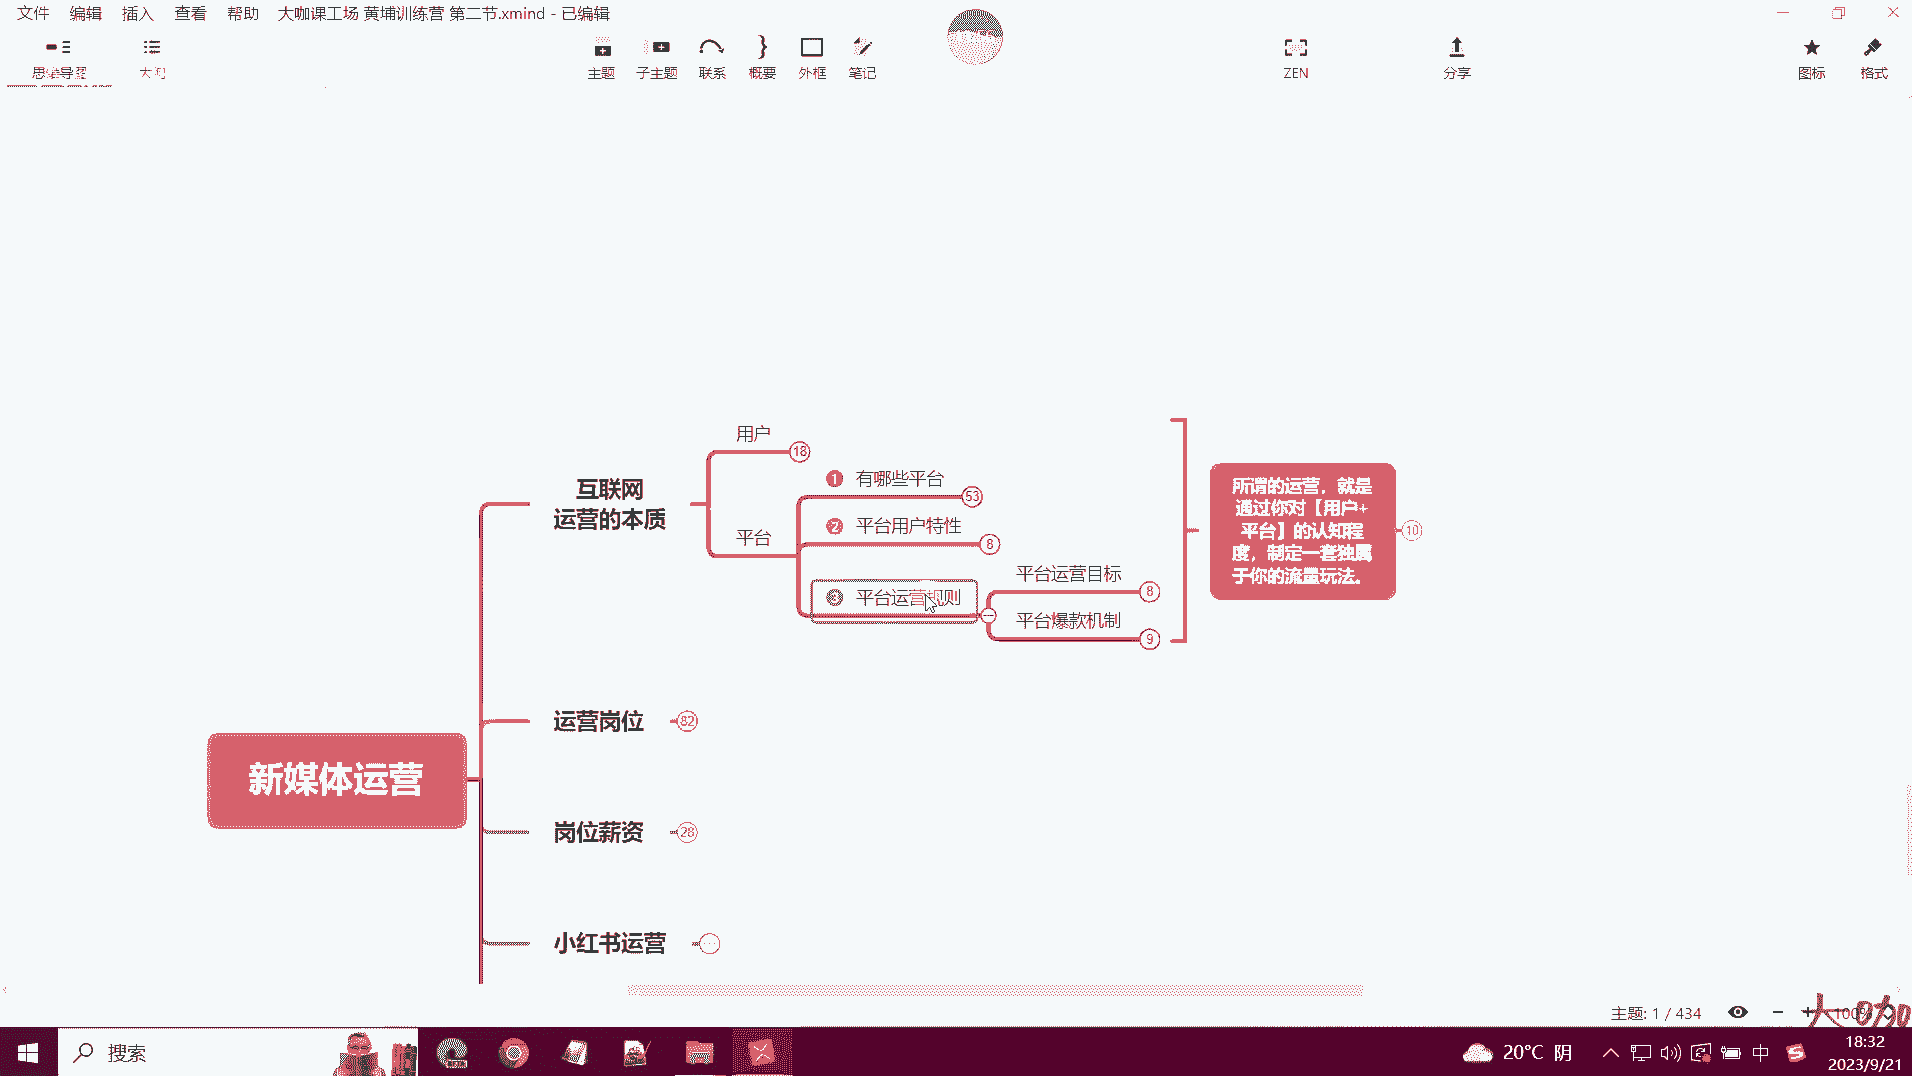 文件 编辑 插入 查看 帮助 大咖课工场 黄埔训练营 第二节.xmind - 已编辑
思维导图 大纲 主题 子主题 联系 概要 外框 笔记 ZEN 分享 图标 格式
用户 18
1 有哪些平台 53
互联网
运营的本质
2 平台用户特性 8
平台
3 平台运营规则
平台运营目标 8
平台爆款机制 9
所谓的运营，就是
通过你对【用户+
平台】的认知程
度，制定一套独属
于你的流量玩法。
10
运营岗位 82
新媒体运营
岗位薪资 28
小红书运营
主题: 1 / 434
100%
大咖
搜索
20°C 阴
中
18:32
2023/9/21